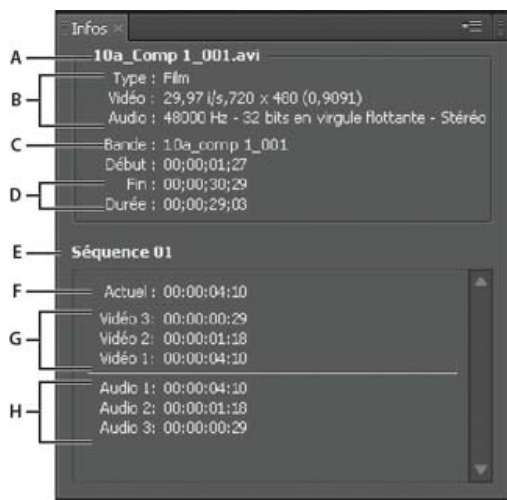 Infos ×
A 10a_Comp 1_001.avi
B Type : Film
Vidéo : 29,97 i/s,720 x 480 (0,9091)
Audio : 48000 Hz - 32 bits en virgule flottante - Stéréo
C Bande : 10a_comp 1_001
Début : 00;00;01;27
D Fin : 00;00;30;29
Durée : 00;00;29;03
E Séquence 01
F Actuel : 00:00:04:10
G Vidéo 3: 00:00:00:29
Vidéo 2: 00:00:01:18
Vidéo 1: 00:00:04:10
H Audio 1: 00:00:04:10
Audio 2: 00:00:01:18
Audio 3: 00:00:00:29